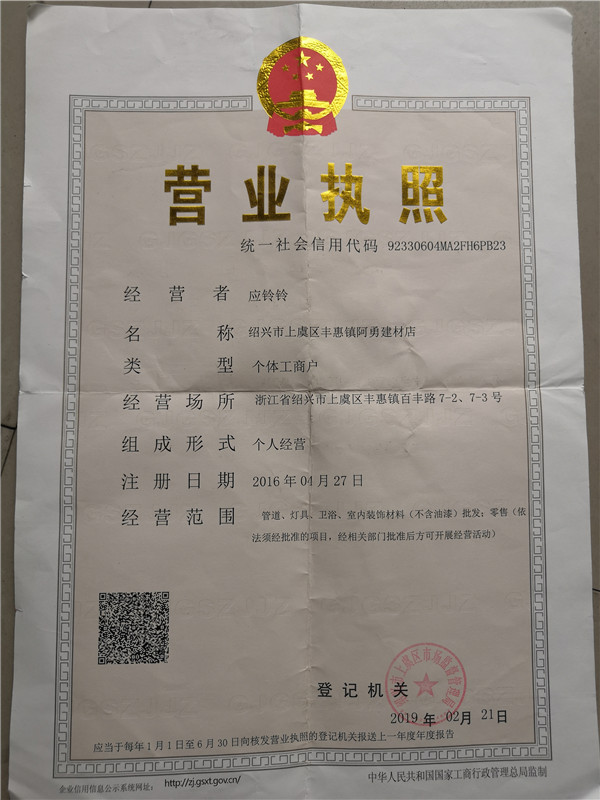 营业执照
统一社会信用代码 92330604MA2FH6PB23
经营者 应铃铃
名称 绍兴市上虞区丰惠镇阿勇建材店
类型 个体工商户
经营场所 浙江省绍兴市上虞区丰惠镇百丰路7-2、7-3号
组成形式 个人经营
注册日期 2016年04月27日
经营范围 管道、灯具、卫浴、室内装饰材料（不含油漆）批发；零售（依
法须经批准的项目，经相关部门批准后方可开展经营活动）
上虞区市场监督管理局
登记机关
2019年02月21日
应当于每年1月1日至6月30日向核发营业执照的登记机关报送上一年度年度报告
企业信用信息公示系统网址： http://zj.gsxt.gov.cn/
中华人民共和国国家工商行政管理总局监制